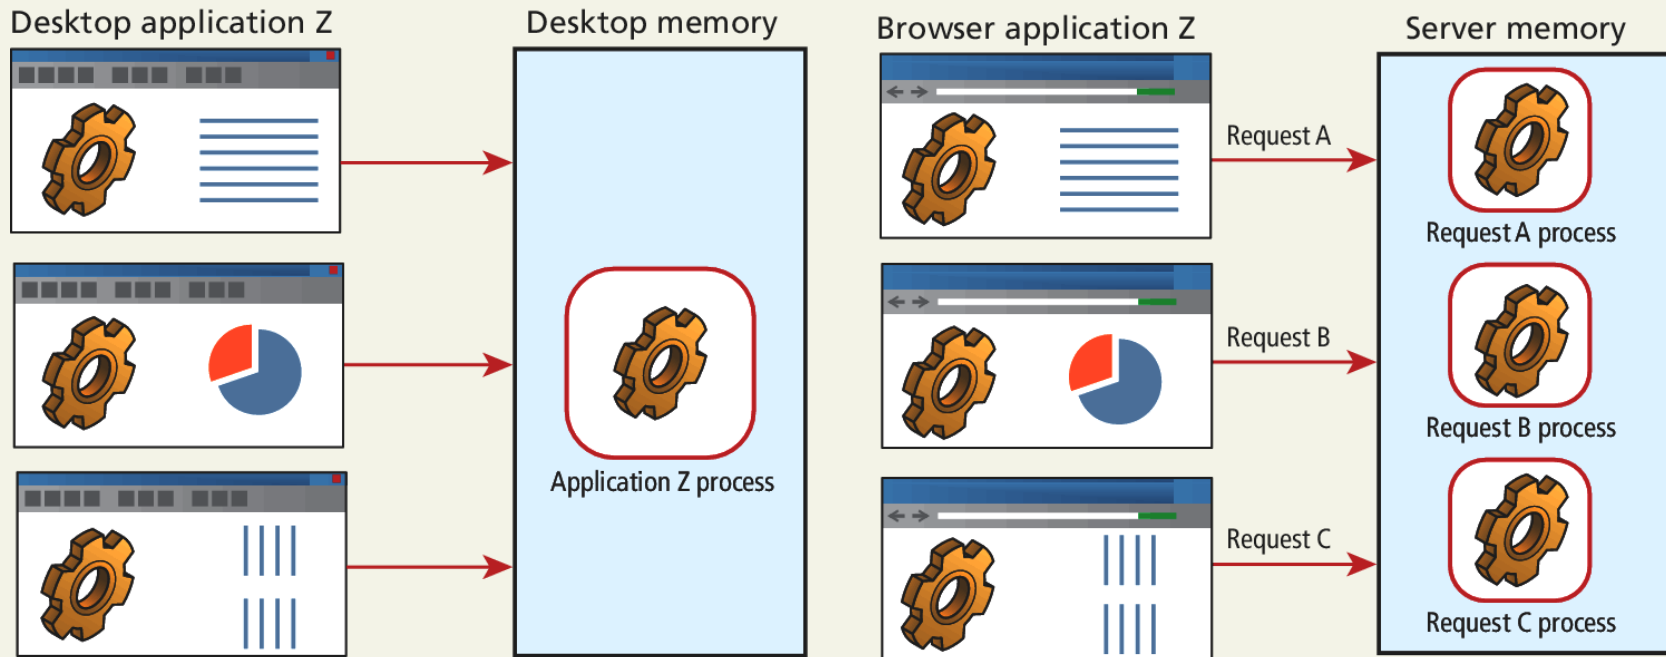 Desktop application Z
Desktop memory
Application Z process
Browser application Z
Server memory
Request A
Request A process
Request B
Request B process
Request C
Request C process